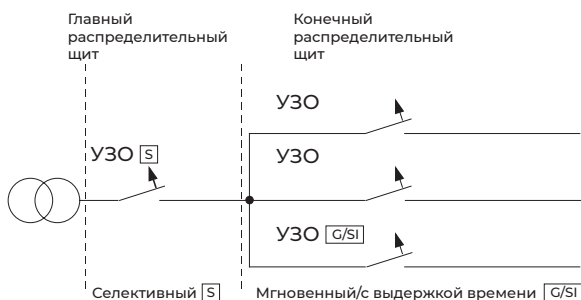 Главный
распределительный
щит
Конечный
распределительный
щит
УЗО
УЗО S
УЗО
УЗО G/SI
Селективный S
Мгновенный/с выдержкой времени G/SI